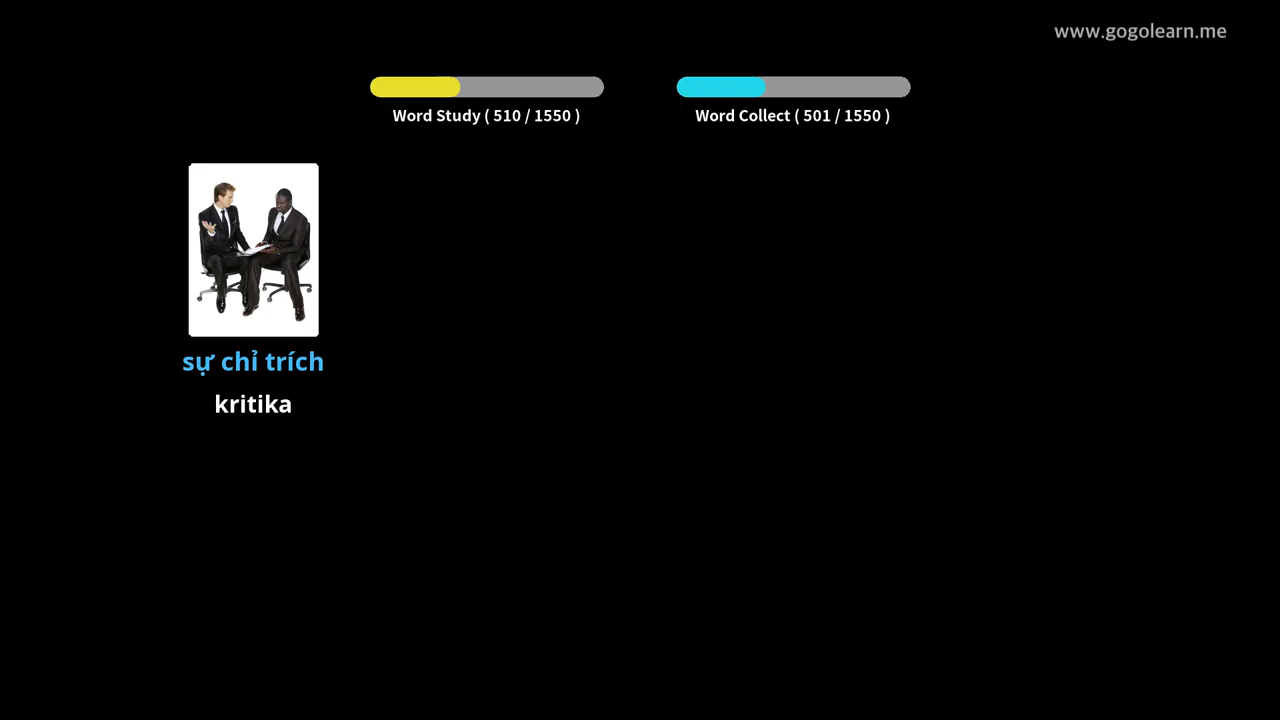 www.gogolearn.me
Word Study ( 510 / 1550 )
Word Collect ( 501 / 1550 )
sự chỉ trích
kritika